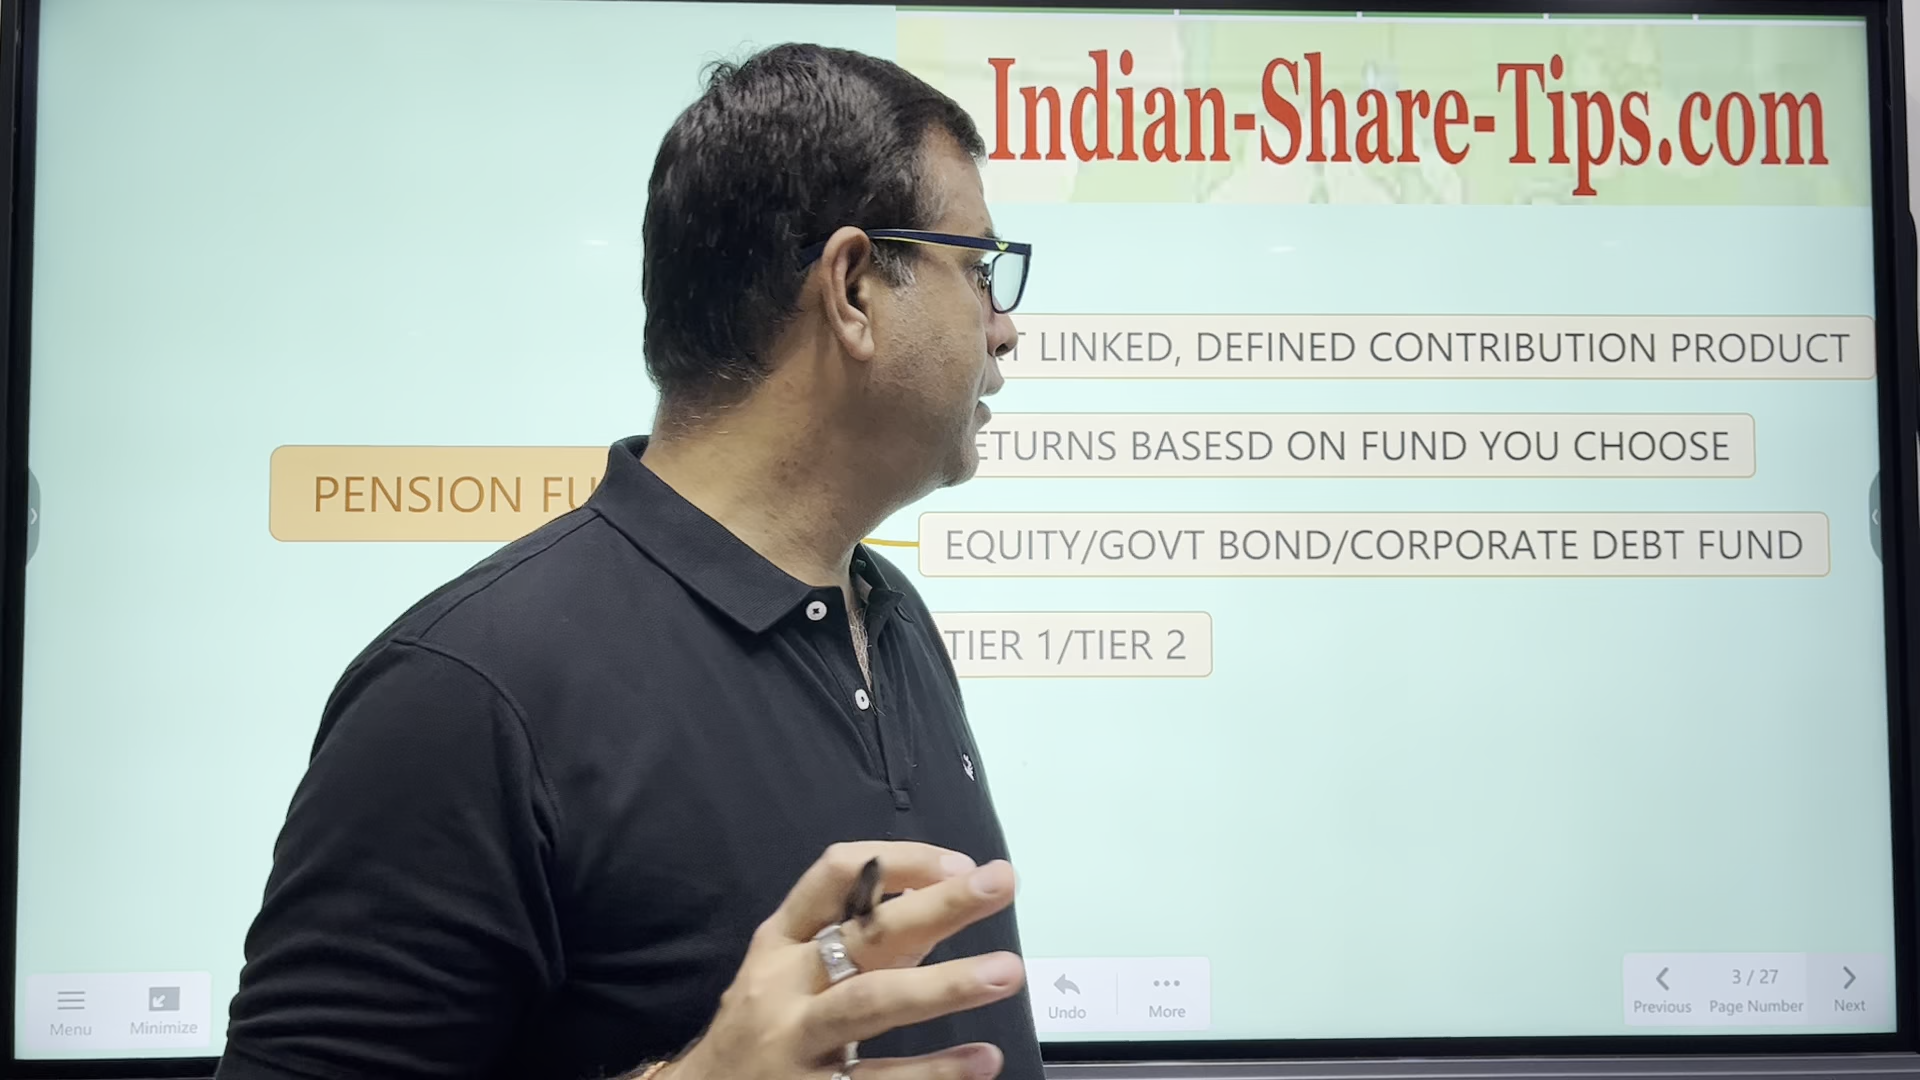 Indian-Share-Tips.com
LINKED, DEFINED CONTRIBUTION PRODUCT
ETURNS BASESD ON FUND YOU CHOOSE
PENSION FU
EQUITY/GOVT BOND/CORPORATE DEBT FUND
TIER 1/TIER 2
Menu
Minimize
Undo
More
3 / 27
Previous
Page Number
Next